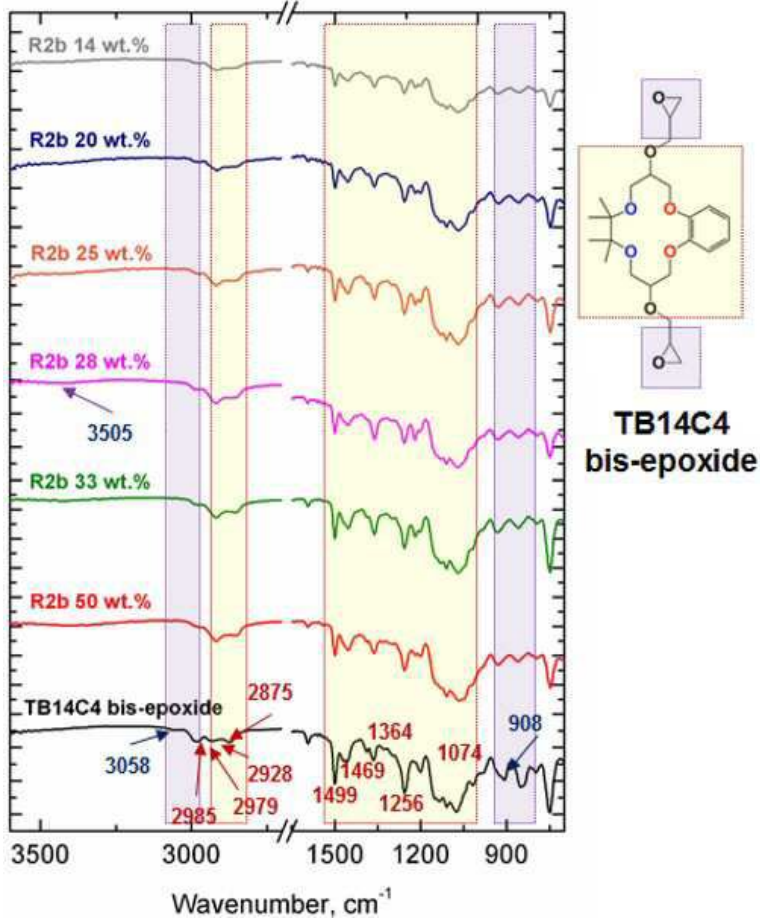 R2b 14 wt.%
R2b 20 wt.%
R2b 25 wt.%
R2b 28 wt.%
3505
R2b 33 wt.%
R2b 50 wt.%
TB14C4 bis-epoxide
2875
3058
2985
2979
2928
1499
1469
1364
1256
1074
908
3500
3000
1500
1200
900
Wavenumber, cm⁻¹
O
O
O O
O O
O
O
TB14C4
bis-epoxide